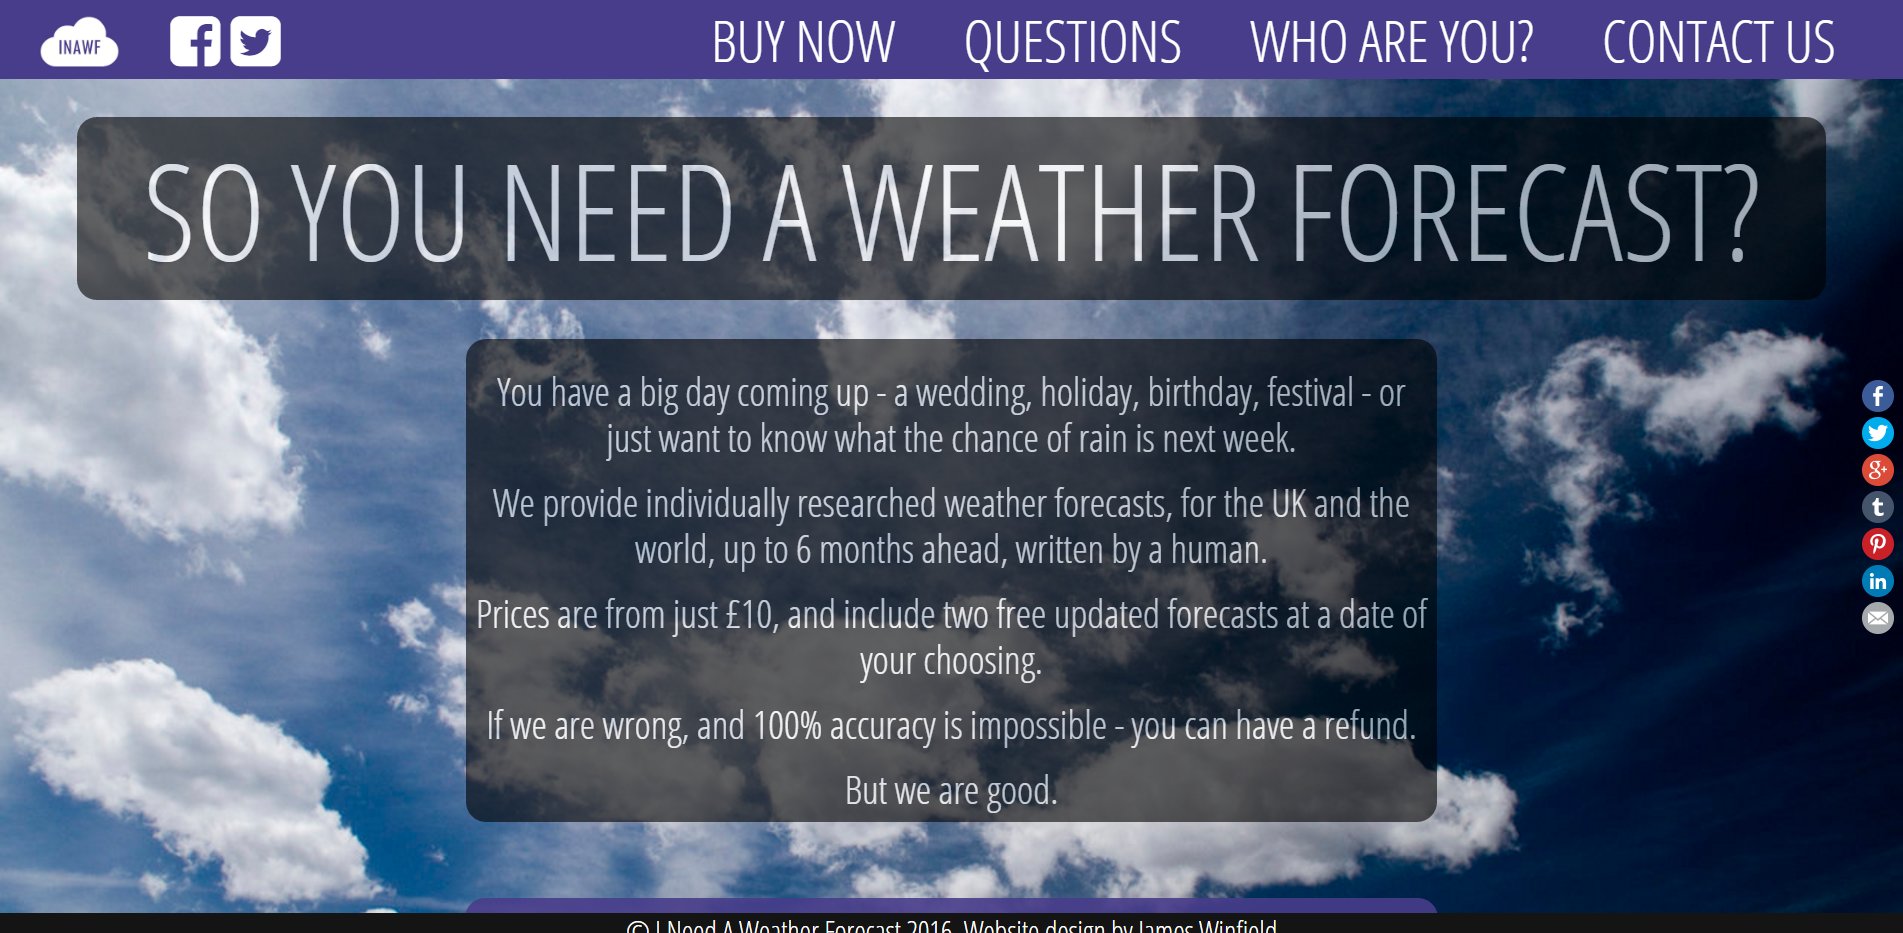 INAWF
BUY NOW QUESTIONS WHO ARE YOU? CONTACT US
SO YOU NEED A WEATHER FORECAST?
You have a big day coming up - a wedding, holiday, birthday, festival - or
just want to know what the chance of rain is next week.
We provide individually researched weather forecasts, for the UK and the
world, up to 6 months ahead, written by a human.
Prices are from just £10, and include two free updated forecasts at a date of
your choosing.
If we are wrong, and 100% accuracy is impossible - you can have a refund.
But we are good.
© I Need A Weather Forecast 2016. Website design by James Winfield